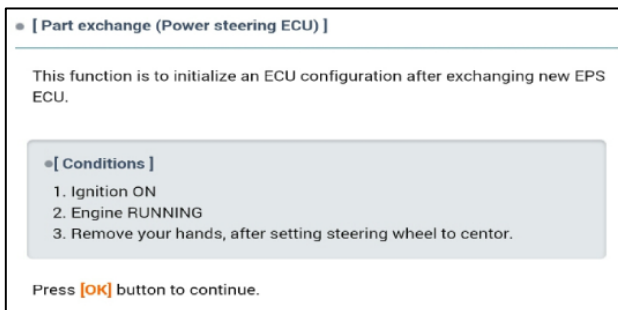 [ Part exchange (Power steering ECU) ]
This function is to initialize an ECU configuration after exchanging new EPS
ECU.
[ Conditions ]
1. Ignition ON
2. Engine RUNNING
3. Remove your hands, after setting steering wheel to centor.
Press [OK] button to continue.